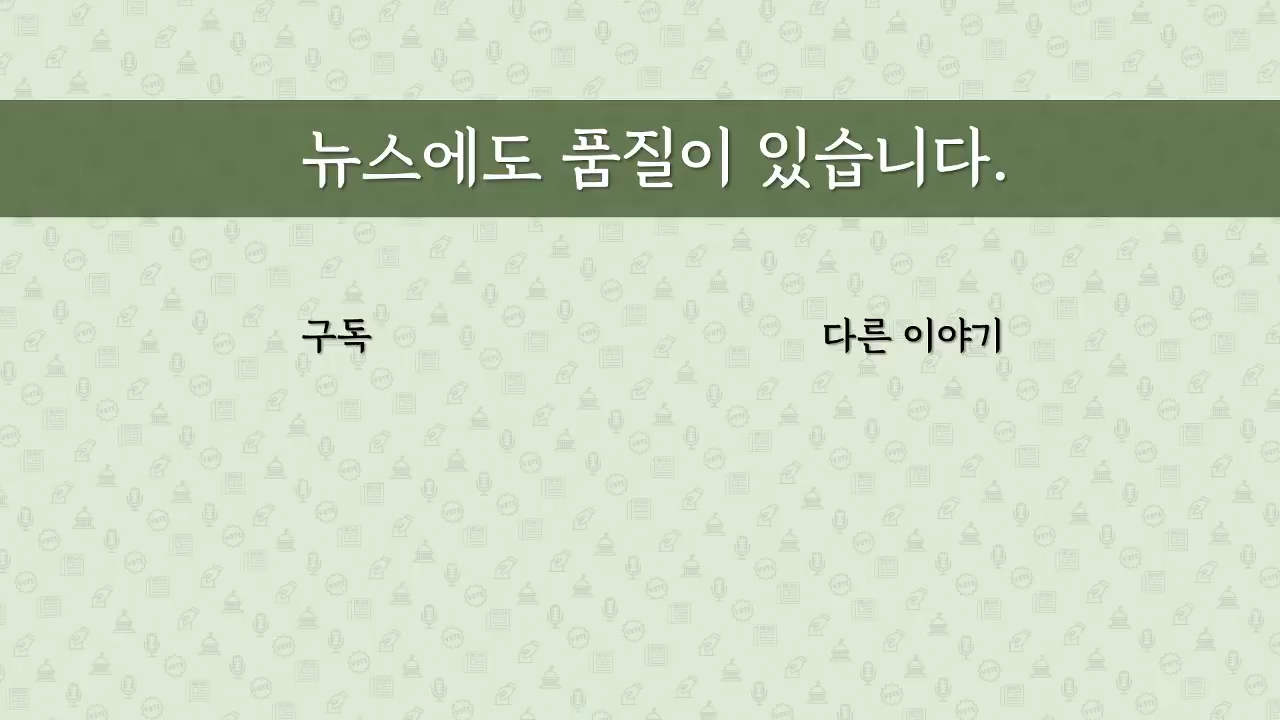 뉴스에도 품질이 있습니다.
구독
다른 이야기